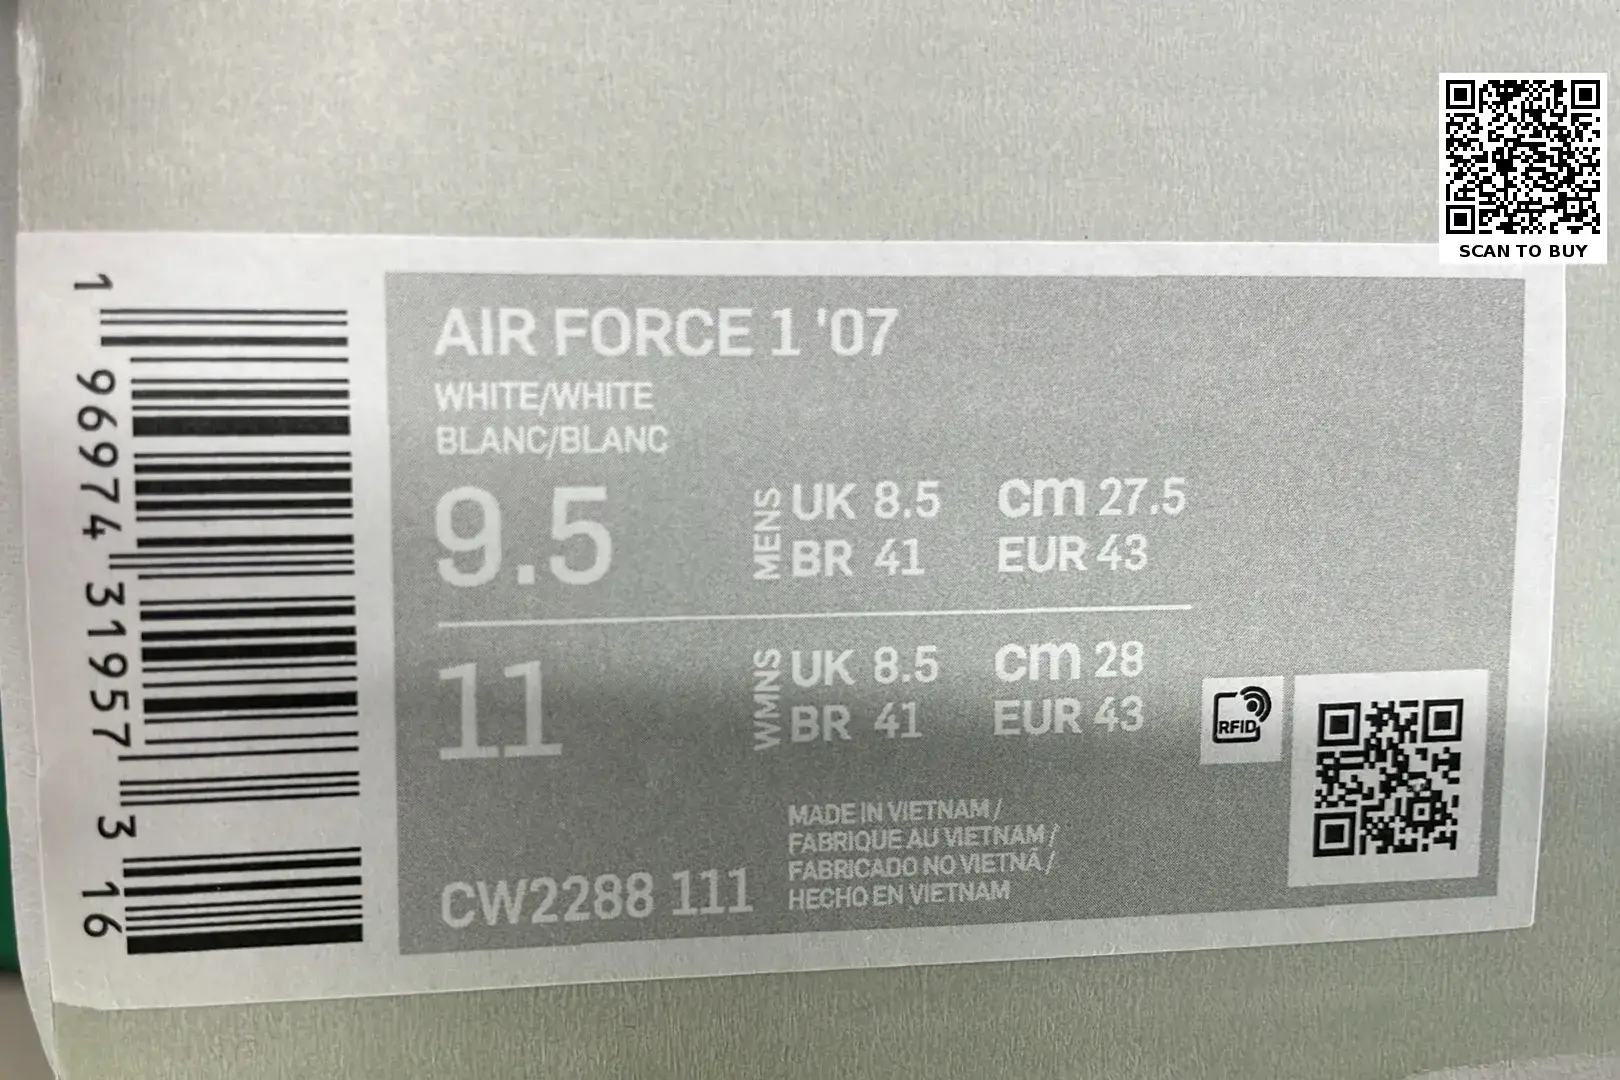 SCAN TO BUY
AIR FORCE 1 '07
WHITE/WHITE
BLANC/BLANC
9.5
MENS
UK 8.5 cm 27.5
BR 41 EUR 43
11
WMNS
UK 8.5 cm 28
BR 41 EUR 43
RFID
MADE IN VIETNAM /
FABRIQUE AU VIETNAM /
FABRICADO NO VIETNÃ /
HECHO EN VIETNAM
CW2288 111
1 96974 31957 3 16